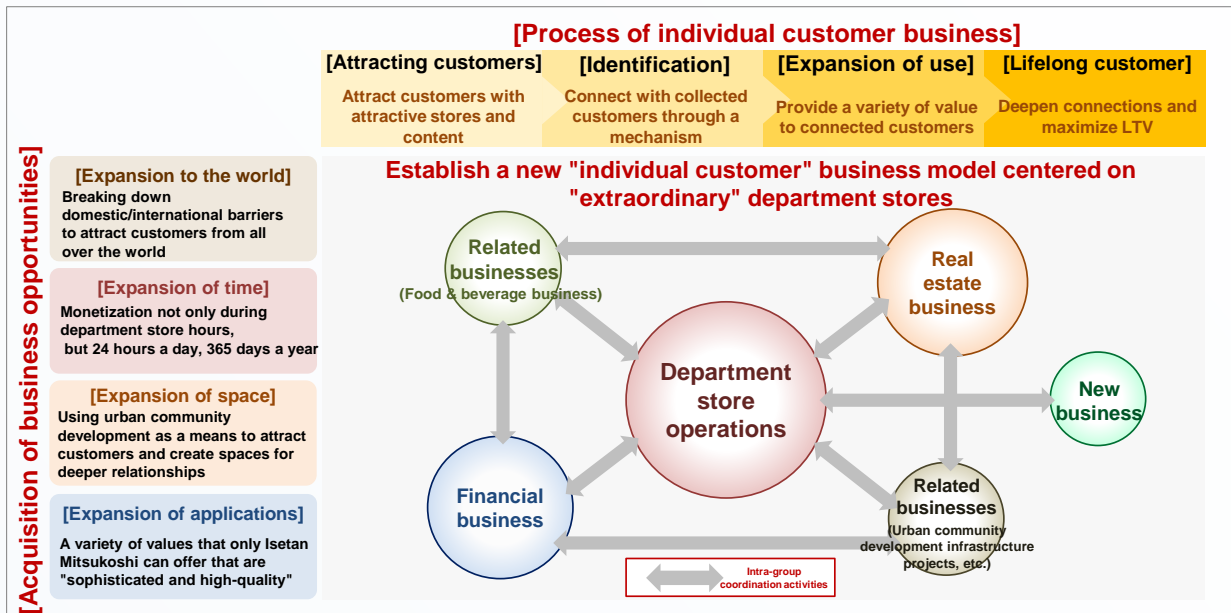 [Process of individual customer business]
[Attracting customers]
Attract customers with
attractive stores and
content
[Identification]
Connect with collected
customers through a
mechanism
[Expansion of use]
Provide a variety of value
to connected customers
[Lifelong customer]
Deepen connections and
maximize LTV
[Acquisition of business opportunities]
[Expansion to the world]
Breaking down
domestic/international barriers
to attract customers from all
over the world
[Expansion of time]
Monetization not only during
department store hours,
but 24 hours a day, 365 days a year
[Expansion of space]
Using urban community
development as a means to attract
customers and create spaces for
deeper relationships
[Expansion of applications]
A variety of values that only Isetan
Mitsukoshi can offer that are
"sophisticated and high-quality"
Establish a new "individual customer" business model centered on
"extraordinary" department stores
Related
businesses
(Food & beverage business)
Real
estate
business
Department
store
operations
New
business
Financial
business
Related
businesses
(Urban community
development infrastructure
projects, etc.)
Intra-group
coordination activities